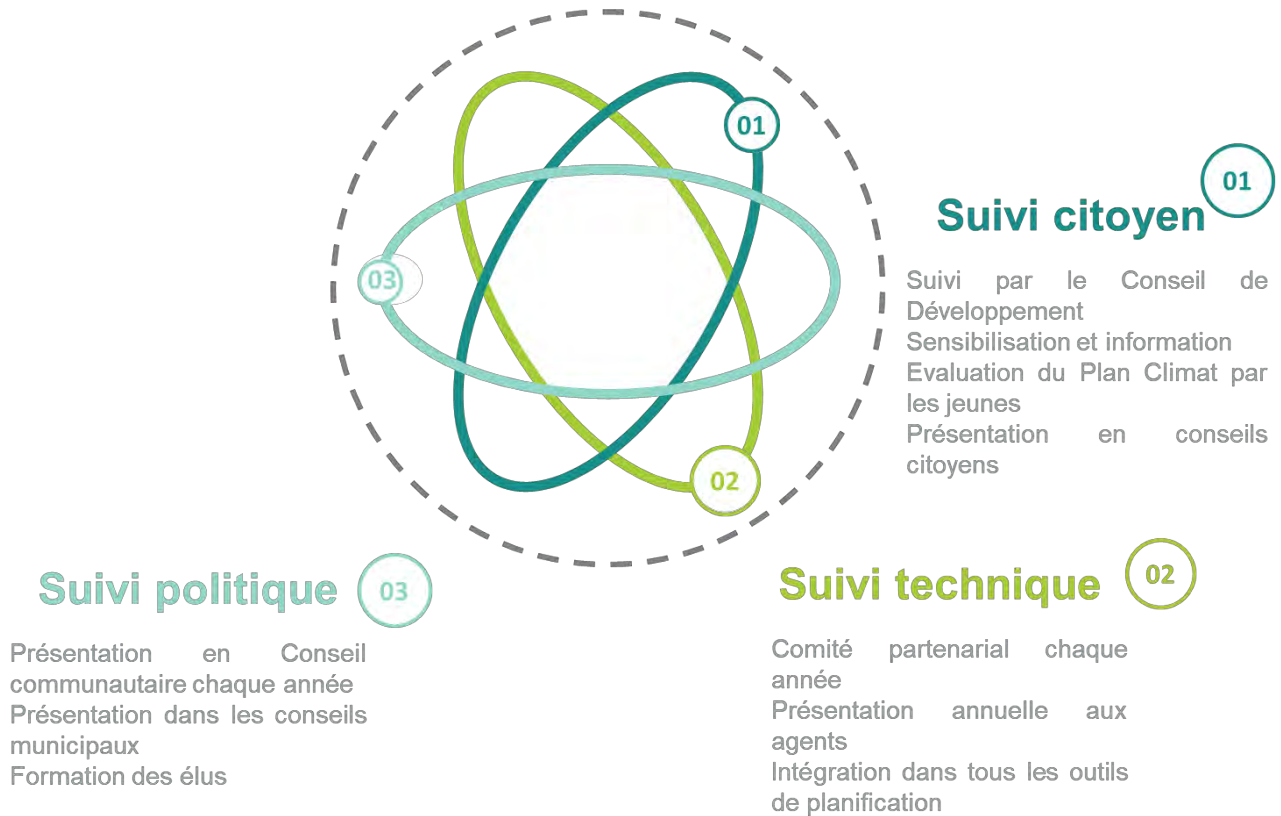 01
03
02
01
Suivi citoyen
Suivi par le Conseil de
Développement
Sensibilisation et information
Evaluation du Plan Climat par
les jeunes
Présentation en conseils
citoyens
Suivi politique
03
Présentation en Conseil
communautaire chaque année
Présentation dans les conseils
municipaux
Formation des élus
Suivi technique
02
Comité partenarial chaque
année
Présentation annuelle aux
agents
Intégration dans tous les outils
de planification